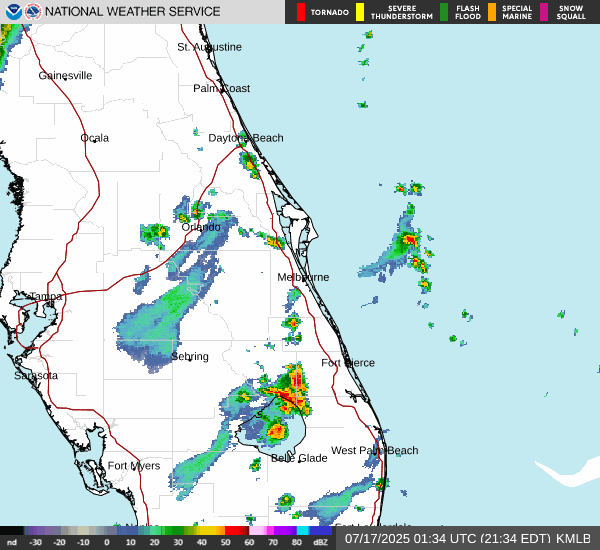 NATIONAL WEATHER SERVICE
TORNADO
SEVERE THUNDERSTORM
FLASH FLOOD
SPECIAL MARINE
SNOW SQUALL
St. Augustine
Gainesville
Palm Coast
Ocala
Daytona Beach
Orlando
Melbourne
Tampa
Sebring
Fort Pierce
Sarasota
West Palm Beach
Belle Glade
Fort Myers
nd -30 -20 -10 0 10 20 30 40 50 60 70 80 dBZ
07/17/2025 01:34 UTC (21:34 EDT) KMLB